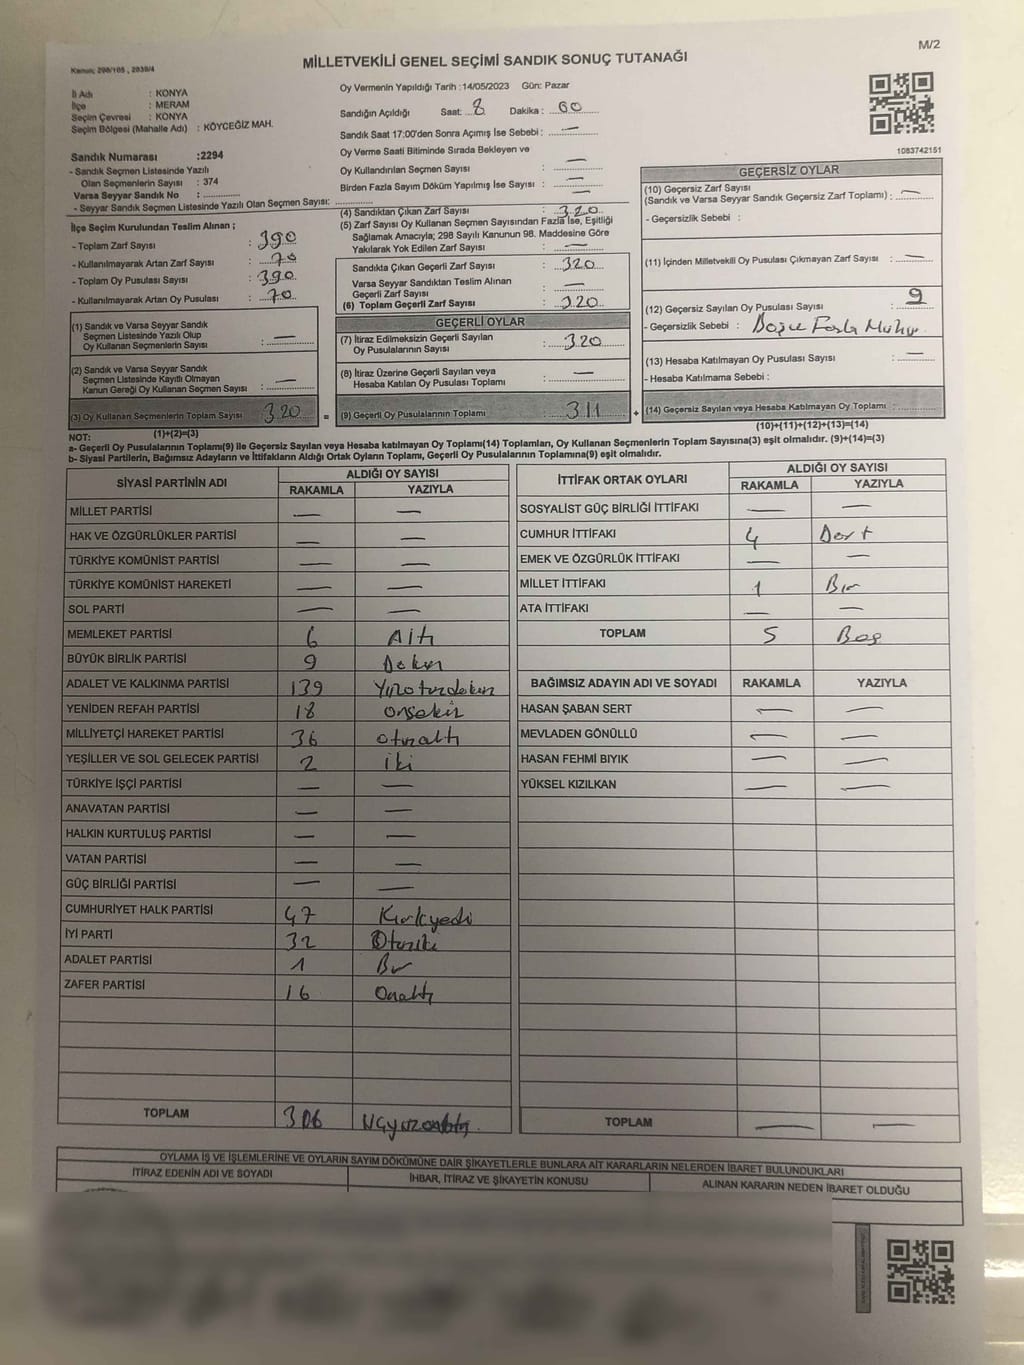 M/2
Kanun; 298/105 , 2839/4
MİLLETVEKİLİ GENEL SEÇİMİ SANDIK SONUÇ TUTANAĞI
İl Adı : KONYA
İlçe : MERAM
Seçim Çevresi : KONYA
Seçim Bölgesi (Mahalle Adı) : KÖYCEĞİZ MAH.
Sandık Numarası :2294
- Sandık Seçmen Listesinde Yazılı
Olan Seçmenlerin Sayısı : 374
Varsa Seyyar Sandık No :
- Seyyar Sandık Seçmen Listesinde Yazılı Olan Seçmen Sayısı:
Oy Vermenin Yapıldığı Tarih :14/05/2023 Gün: Pazar
Sandığın Açıldığı Saat: 8 Dakika : 00
Sandık Saat 17:00'den Sonra Açımış İse Sebebi : —
Oy Verme Saati Bitiminde Sırada Bekleyen ve
Oy Kullandırılan Seçmen Sayısı : —
Birden Fazla Sayım Döküm Yapılmış İse Sayısı : —
1083742151
İlçe Seçim Kurulundan Teslim Alınan ;
- Toplam Zarf Sayısı : 390
- Kullanılmayarak Artan Zarf Sayısı : 70
- Toplam Oy Pusulası Sayısı : 390
- Kullanılmayarak Artan Oy Pusulası : 70
(1) Sandık ve Varsa Seyyar Sandık
Seçmen Listesinde Yazılı Olup
Oy Kullanan Seçmenlerin Sayısı : —
(2) Sandık ve Varsa Seyyar Sandık
Seçmen Listesinde Kayıtlı Olmayan
Kanun Gereği Oy Kullanan Seçmen Sayısı : —
(3) Oy Kullanan Seçmenlerin Toplam Sayısı 320
(1)+(2)=(3)
(4) Sandıktan Çıkan Zarf Sayısı : 320
(5) Zarf Sayısı Oy Kullanan Seçmen Sayısından Fazla İse, Eşitliği
Sağlamak Amacıyla; 298 Sayılı Kanunun 98. Maddesine Göre
Yakılarak Yok Edilen Zarf Sayısı : —
Sandıkta Çıkan Geçerli Zarf Sayısı : 320
Varsa Seyyar Sandıktan Teslim Alınan
Geçerli Zarf Sayısı : —
(6) Toplam Geçerli Zarf Sayısı : 320
GEÇERLİ OYLAR
(7) İtiraz Edilmeksizin Geçerli Sayılan
Oy Pusulalarının Sayısı : 320
(8) İtiraz Üzerine Geçerli Sayılan veya
Hesaba Katılan Oy Pusulası Toplamı : —
= (9) Geçerli Oy Pusulalarının Toplamı : 311
GEÇERSİZ OYLAR
(10) Geçersiz Zarf Sayısı
(Sandık ve Varsa Seyyar Sandık Geçersiz Zarf Toplamı) : —
- Geçersizlik Sebebi :
(11) İçinden Milletvekili Oy Pusulası Çıkmayan Zarf Sayısı : —
(12) Geçersiz Sayılan Oy Pusulası Sayısı : 9
- Geçersizlik Sebebi : Fazla Mühür
(13) Hesaba Katılmayan Oy Pusulası Sayısı : —
- Hesaba Katılmama Sebebi :
+ (14) Geçersiz Sayılan veya Hesaba Katılmayan Oy Toplamı :
(10)+(11)+(12)+(13)=(14)
NOT:
a- Geçerli Oy Pusulaları Toplamı(9) ile Geçersiz Sayılan veya Hesaba katılmayan Oy Toplamı(14) Toplamları, Oy Kullanan Seçmenlerin Toplam Sayısına(3) eşit olmalıdır. (9)+(14)=(3)
b- Siyasi Partilerin, Bağımsız Adayların ve İttifakların Aldığı Ortak Oyların Toplamı, Geçerli Oy Pusulalarının Toplamına(9) eşit olmalıdır.
SİYASİ PARTİNİN ADI ALDIĞI OY SAYISI
RAKAMLA YAZIYLA
MİLLET PARTİSİ — —
HAK VE ÖZGÜRLÜKLER PARTİSİ — —
TÜRKİYE KOMÜNİST PARTİSİ — —
TÜRKİYE KOMÜNİST HAREKETİ — —
SOL PARTİ — —
MEMLEKET PARTİSİ 6 Altı
BÜYÜK BİRLİK PARTİSİ 9 Dokuz
ADALET VE KALKINMA PARTİSİ 139 Yüzotuzdokuz
YENİDEN REFAH PARTİSİ 18 onsekiz
MİLLİYETÇİ HAREKET PARTİSİ 36 otuzaltı
YEŞİLLER VE SOL GELECEK PARTİSİ 2 iki
TÜRKİYE İŞÇİ PARTİSİ — —
ANAVATAN PARTİSİ — —
HALKIN KURTULUŞ PARTİSİ — —
VATAN PARTİSİ — —
GÜÇ BİRLİĞİ PARTİSİ — —
CUMHURİYET HALK PARTİSİ 47 Kırkyedi
İYİ PARTİ 32 Otuziki
ADALET PARTİSİ 1 Bir
ZAFER PARTİSİ 16 Onaltı
TOPLAM 306 Üçyüzaltı
İTTİFAK ORTAK OYLARI ALDIĞI OY SAYISI
RAKAMLA YAZIYLA
SOSYALİST GÜÇ BİRLİĞİ İTTİFAKI — —
CUMHUR İTTİFAKI 4 Dört
EMEK VE ÖZGÜRLÜK İTTİFAKI — —
MİLLET İTTİFAKI 1 Bir
ATA İTTİFAKI — —
TOPLAM 5 Beş
BAĞIMSIZ ADAYIN ADI VE SOYADI RAKAMLA YAZIYLA
HASAN ŞABAN SERT — —
MEVLADEN GÖNÜLLÜ — —
HASAN FEHMİ BIYIK — —
YÜKSEL KIZILKAN — —
TOPLAM — —
OYLAMA İŞ VE İŞLEMLERİNE VE OYLARIN SAYIM DÖKÜMÜNE DAİR ŞİKAYETLERLE BUNLARA AİT KARARLARIN NELERDEN İBARET BULUNDUKLARI
İTİRAZ EDENİN ADI VE SOYADI İHBAR, İTİRAZ VE ŞİKAYETİN KONUSU ALINAN KARARIN NEDEN İBARET OLDUĞU